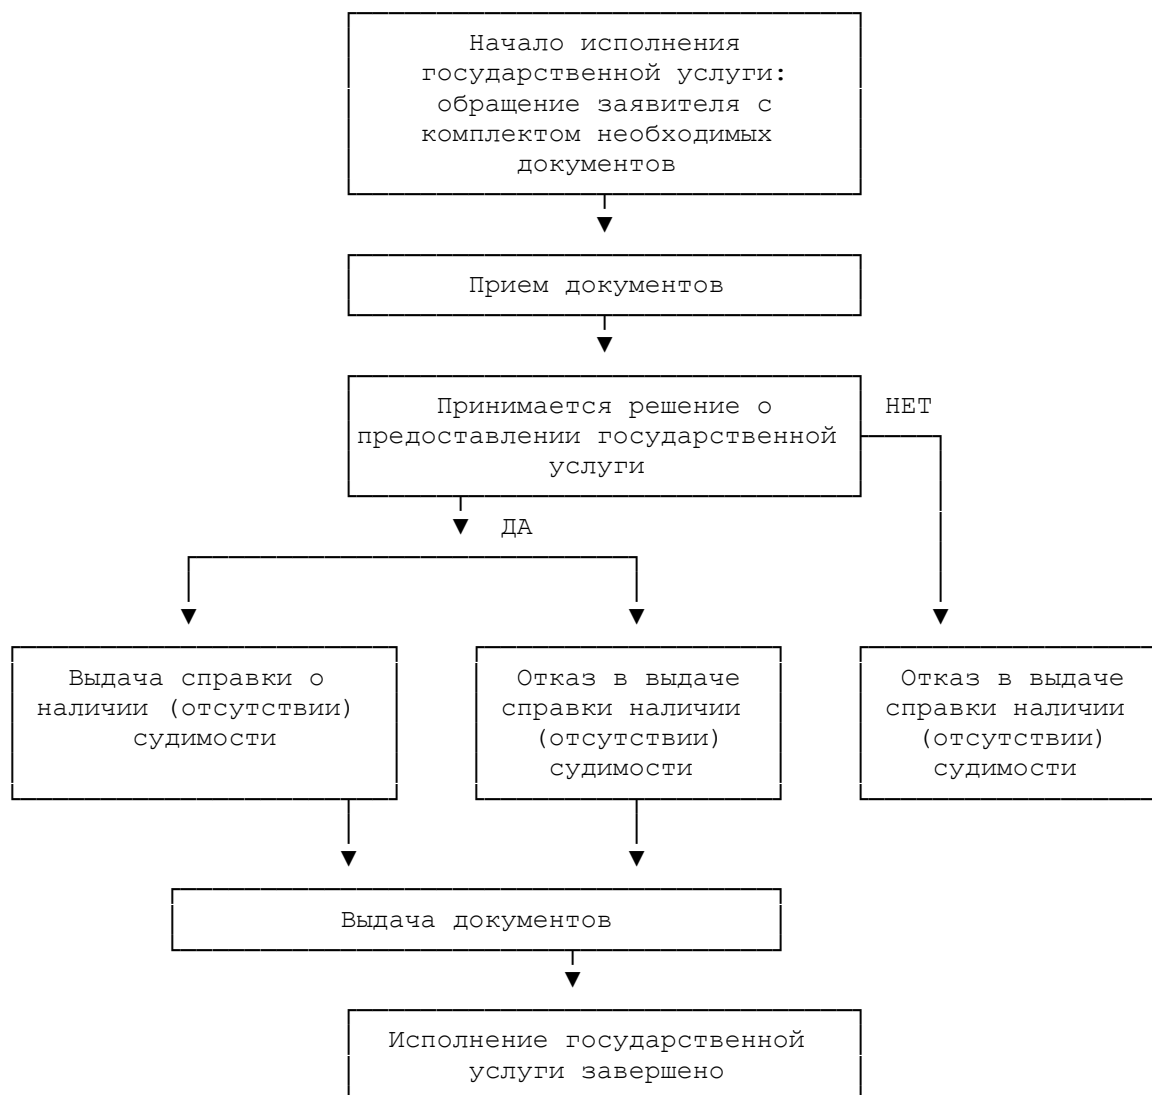 Начало исполнения
государственной услуги:
обращение заявителя с
комплектом необходимых
документов
Прием документов
Принимается решение о
предоставлении государственной
услуги
НЕТ
ДА
Выдача справки о
наличии (отсутствии)
судимости
Отказ в выдаче
справки наличии
(отсутствии)
судимости
Отказ в выдаче
справки наличии
(отсутствии)
судимости
Выдача документов
Исполнение государственной
услуги завершено